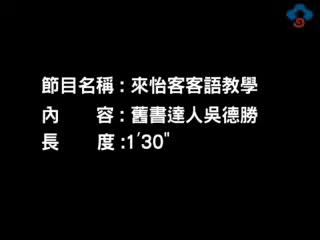 節目名稱 : 來怡客客語教學
內 容 : 舊書達人吳德勝
長 度 :1'30"